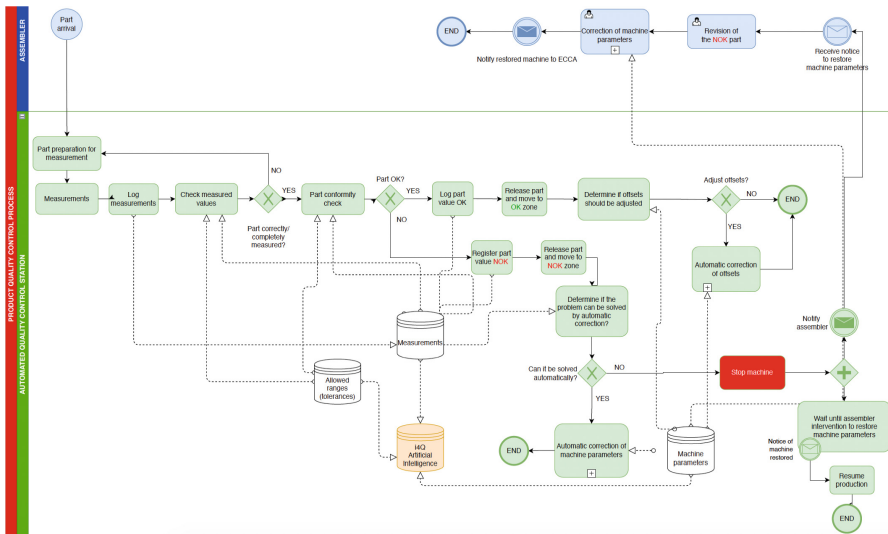 PRODUCT QUALITY CONTROL PROCESS
ASSEMBLER
AUTOMATED QUALITY CONTROL STATION
Part
arrival
END
Notify restored machine to ECCA
Correction of machine
parameters
Revision of
the NOK part
Receive notice
to restore
machine parameters
Part preparation for
measurement
NO
Measurements
Log
measurements
Check measured
values
YES
Part correctly/
completely
measured?
Part conformity
check
Part OK?
YES
NO
Log part
value OK
Release part
and move to
OK zone
Determine if offsets
should be adjusted
Adjust offsets?
NO
YES
END
Automatic correction
of offsets
Register part
value NOK
Release part
and move to
NOK zone
Determine if the
problem can be solved
by automatic
correction?
Measurements
Allowed
ranges
(tolerances)
I4Q
Artificial
Intelligence
Can it be solved
automatically?
NO
YES
Stop machine
Notify
assembler
Wait until assembler
intervention to restore
machine parameters
Notice of
machine
restored
Resume
production
END
END
Automatic correction of
machine parameters
Machine
parameters